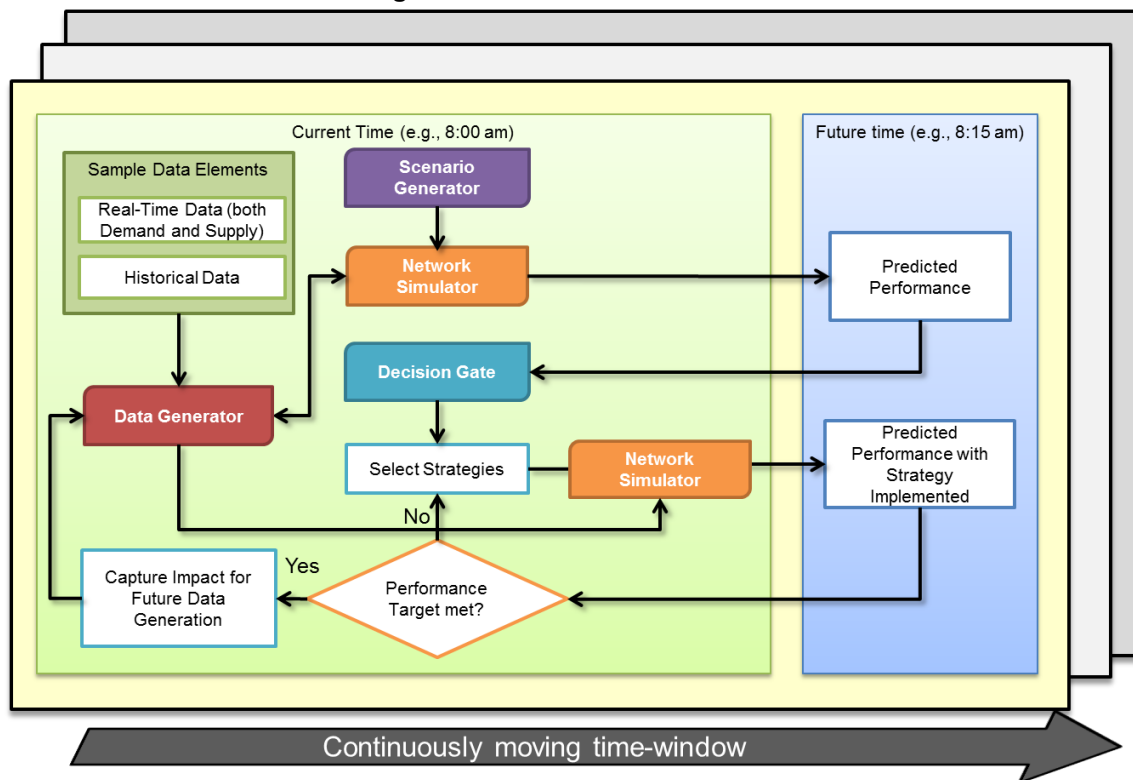 Current Time (e.g., 8:00 am)
Future time (e.g., 8:15 am)
Sample Data Elements
Real-Time Data (both
Demand and Supply)
Historical Data
Scenario
Generator
Network
Simulator
Predicted
Performance
Decision Gate
Data Generator
Select Strategies
Network
Simulator
Predicted
Performance with
Strategy
Implemented
No
Yes
Capture Impact for
Future Data
Generation
Performance
Target met?
Continuously moving time-window